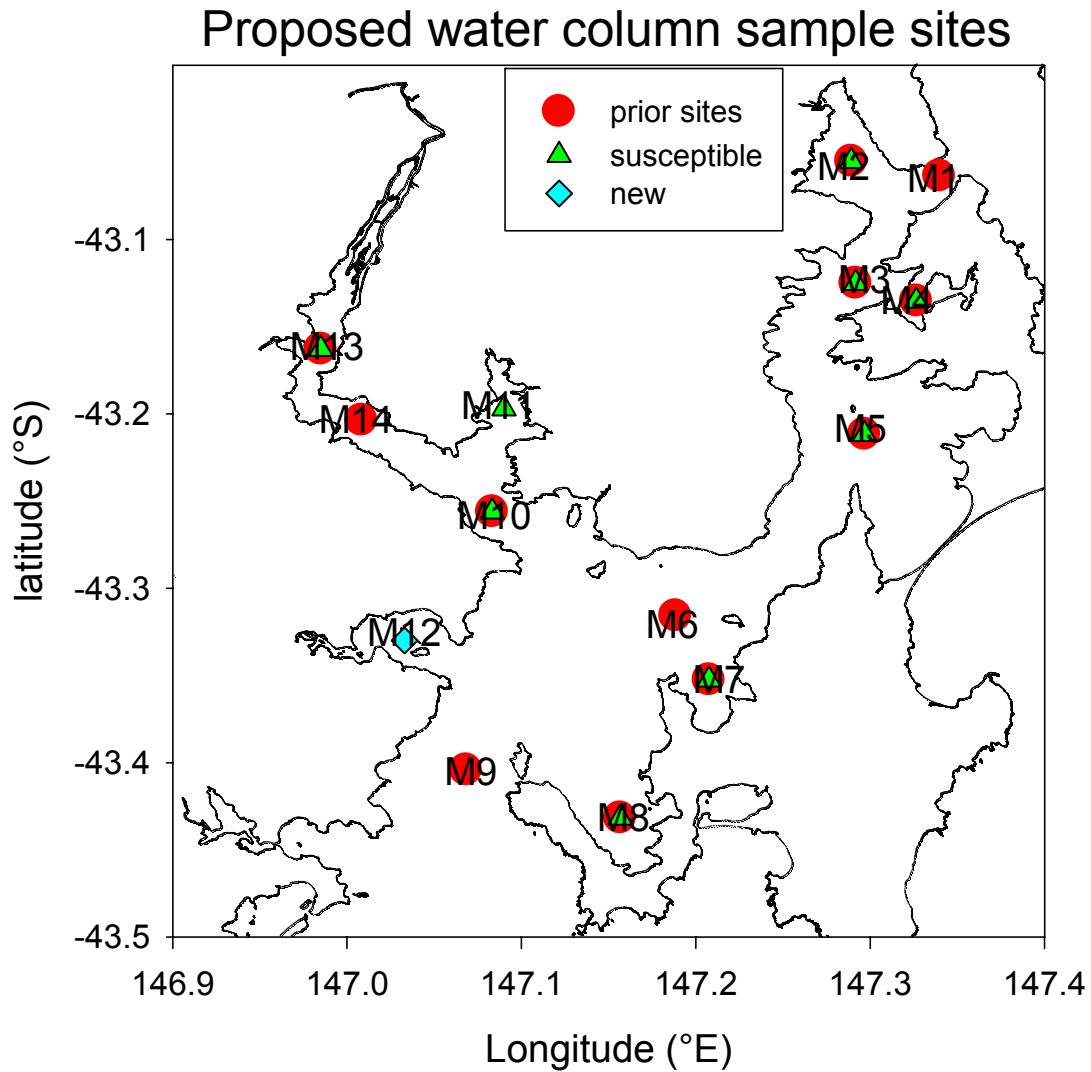 Proposed water column sample sites
prior sites
susceptible
new
M2
M1
M3
M4
M13
M11
M14
M5
M10
M6
M12
M7
M9
M8
-43.1
-43.2
-43.3
-43.4
-43.5
latitude (°S)
146.9 147.0 147.1 147.2 147.3 147.4
Longitude (°E)